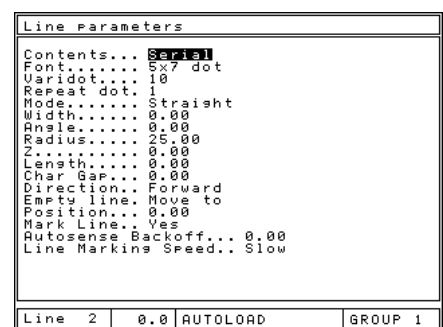 Line Parameters
Contents... Serial
Font....... 5x7 dot
Varidot.... 10
Repeat dot. 1
Mode....... Straight
Width...... 0.00
Angle...... 0.00
Radius..... 25.00
Z.......... 0.00
Length..... 0.00
Char Gap... 0.00
Direction.. Forward
Empty line. Move to
Position... 0.00
Mark Line.. Yes
Autosense Backoff... 0.00
Line Marking Speed.. Slow
Line 2 0.0 AUTOLOAD GROUP 1